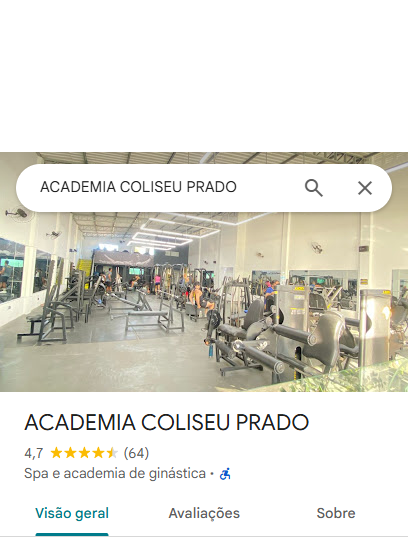 ACADEMIA COLISEU PRADO
ACADEMIA COLISEU PRADO
4,7 (64)
Spa e academia de ginástica ·
Visão geral Avaliações Sobre